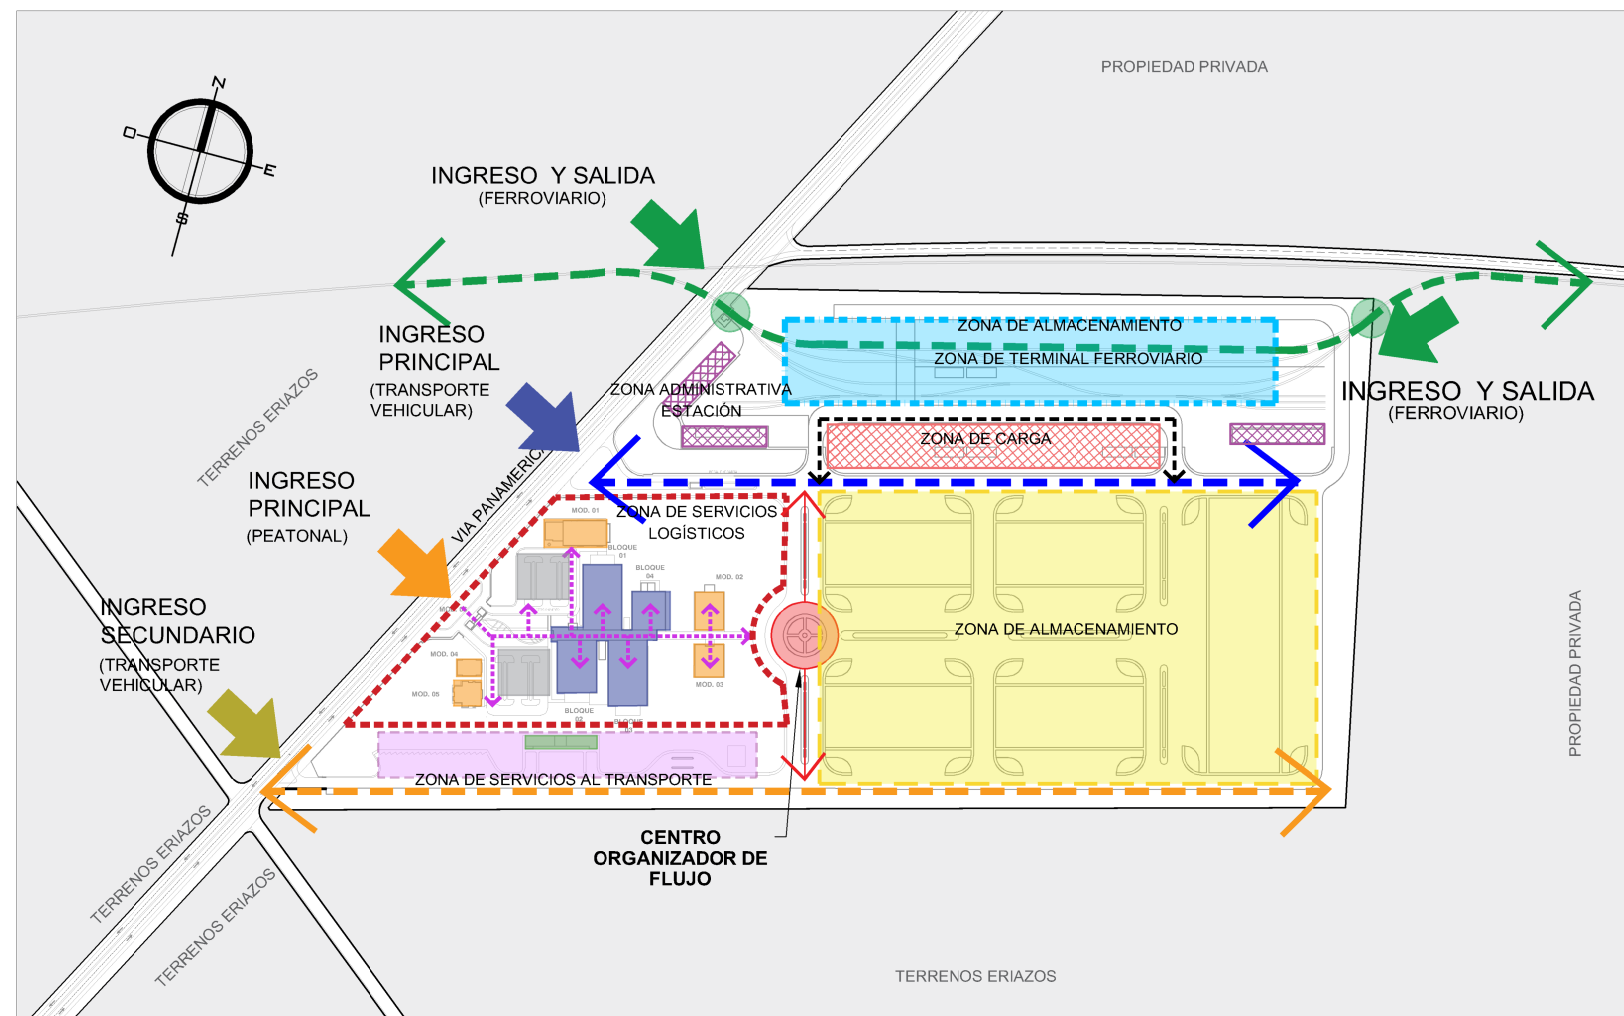 PROPIEDAD PRIVADA
N
O
E
S
INGRESO Y SALIDA
(FERROVIARIO)
INGRESO
PRINCIPAL
(TRANSPORTE
VEHICULAR)
ZONA DE ALMACENAMIENTO
ZONA DE TERMINAL FERROVIARIO
ZONA ADMINISTRATIVA
ESTACIÓN
INGRESO Y SALIDA
(FERROVIARIO)
ZONA DE CARGA
TERRENOS ERIAZOS
INGRESO
PRINCIPAL
(PEATONAL)
VIA PANAMERICA
MOD. 01
ZONA DE SERVICIOS
LOGÍSTICOS
BLOQUE
01
BLOQUE
04
MOD. 02
INGRESO
SECUNDARIO
(TRANSPORTE
VEHICULAR)
ZONA DE ALMACENAMIENTO
MOD. 04
MOD. 05
MOD. 03
BLOQUE
02
BLOQUE
03
PROPIEDAD PRIVADA
ZONA DE SERVICIOS AL TRANSPORTE
CENTRO
ORGANIZADOR DE
FLUJO
TERRENOS ERIAZOS
TERRENOS ERIAZOS
TERRENOS ERIAZOS